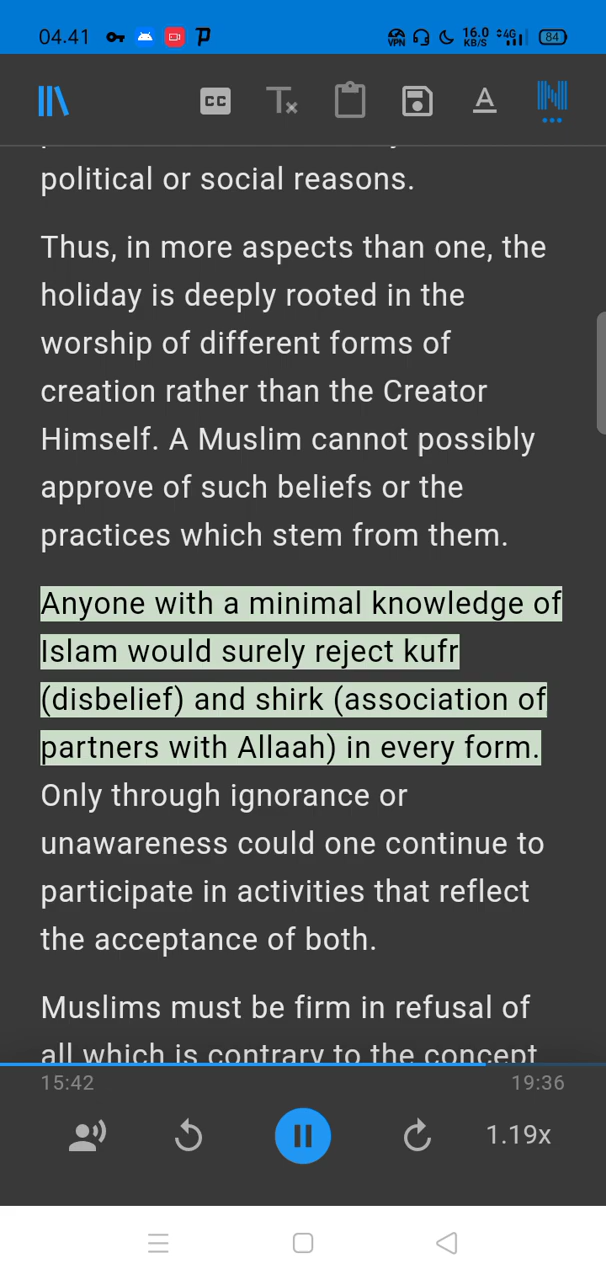 04.41
VPN
16.0
KB/S
4G
84
CC
political or social reasons.
Thus, in more aspects than one, the
holiday is deeply rooted in the
worship of different forms of
creation rather than the Creator
Himself. A Muslim cannot possibly
approve of such beliefs or the
practices which stem from them.
Anyone with a minimal knowledge of
Islam would surely reject kufr
(disbelief) and shirk (association of
partners with Allaah) in every form.
Only through ignorance or
unawareness could one continue to
participate in activities that reflect
the acceptance of both.
Muslims must be firm in refusal of
all which is contrary to the concept
15:42
19:36
1.19x